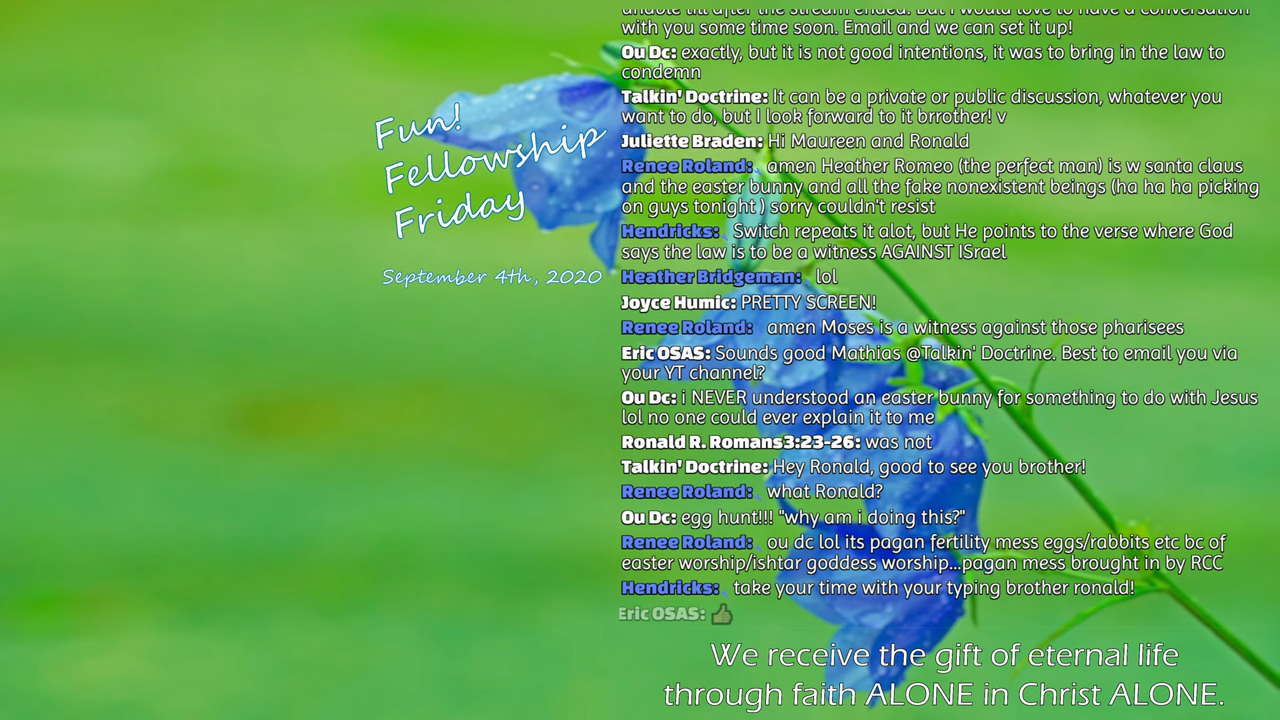 Fun!
Fellowship
Friday
September 4th, 2020
unable till after the stream ended. But I would love to have a conversation
with you some time soon. Email and we can set it up!
Ou Dc: exactly, but it is not good intentions, it was to bring in the law to
condemn
Talkin' Doctrine: It can be a private or public discussion, whatever you
want to do, but I look forward to it brrother! v
Juliette Braden: Hi Maureen and Ronald
Renee Roland: amen Heather Romeo (the perfect man) is w santa claus
and the easter bunny and all the fake nonexistent beings (ha ha ha picking
on guys tonight ) sorry couldn't resist
Hendricks: Switch repeats it alot, but He points to the verse where God
says the law is to be a witness AGAINST ISrael
Heather Bridgeman: lol
Joyce Humic: PRETTY SCREEN!
Renee Roland: amen Moses is a witness against those pharisees
Eric OSAS: Sounds good Mathias @Talkin' Doctrine. Best to email you via
your YT channel?
Ou Dc: i NEVER understood an easter bunny for something to do with Jesus
lol no one could ever explain it to me
Ronald R. Romans3:23-26: was not
Talkin' Doctrine: Hey Ronald, good to see you brother!
Renee Roland: what Ronald?
Ou Dc: egg hunt!!! "why am i doing this?"
Renee Roland: ou dc lol its pagan fertility mess eggs/rabbits etc bc of
easter worship/ishtar goddess worship...pagan mess brought in by RCC
Hendricks: take your time with your typing brother ronald!
Eric OSAS: 👍
We receive the gift of eternal life
through faith ALONE in Christ ALONE.